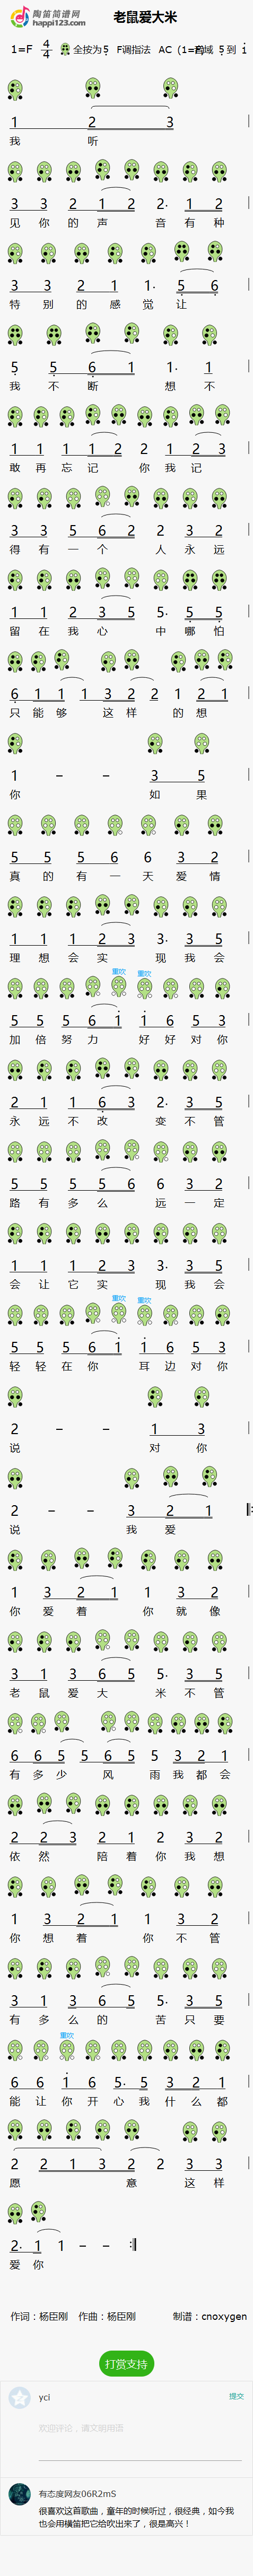 陶笛简谱网
happi123.com
老鼠爱大米
1=F 4/4 全按为5 F调指法 AC (1=F)音域 5 到 1
1 2 3
我 听
3 3 2 1 2 2· 1 2
见 你 的 声 音 有 种
3 3 2 1 1· 5 6
特 别 的 感 觉 让
5 5 6 1 1· 1
我 不 断 想 不
1 1 1 1 2 2 1 2 3
敢 再 忘 记 你 我 记
3 3 5 6 2 2 3 2
得 有 一 个 人 永 远
1 1 2 3 5 5· 5 5
留 在 我 心 中 哪 怕
6 1 1 1 3 2 2 1 2 1
只 能 够 这 样 的 想
1 - - 3 5
你 如 果
5 5 5 6 6 3 2
真 的 有 一 天 爱 情
1 1 1 2 3 3· 3 5
理 想 会 实 现 我 会
重吹 重吹
5 5 5 6 1 1 6 5 3
加 倍 努 力 好 好 对 你
2 1 1 6 3 2· 3 5
永 远 不 改 变 不 管
5 5 5 5 6 6 3 2
路 有 多 么 远 一 定
1 1 1 2 3 3· 3 5
会 让 它 实 现 我 会
重吹 重吹
5 5 5 6 1 1 6 5 3
轻 轻 在 你 耳 边 对 你
2 - - 1 3
说 对 你
2 - - 3 2 1
说 我 爱
1 3 2 1 1 3 2
你 爱 着 你 就 像
3 1 3 6 5 5· 3 5
老 鼠 爱 大 米 不 管
6 6 5 5 6 5 5 3 2 1
有 多 少 风 雨 我 都 会
2 2 3 2 1 2 3 2
依 然 陪 着 你 我 想
1 3 2 1 1 3 2
你 想 着 你 不 管
3 1 3 6 5 5· 3 5
有 多 么 的 苦 只 要
重吹
6 6 1 6 5· 5 3 2 1
能 让 你 开 心 我 什 么 都
2 2 1 3 2 2 3 3
愿 意 这 样
2· 1 1 - -
爱 你
作词：杨臣刚 作曲：杨臣刚 制谱：cnoxygen
打赏支持
yci 提交
欢迎评论，请文明用语
有态度网友06R2mS
很喜欢这首歌曲，童年的时候听过，很经典，如今我
也会用横笛把它给吹出来了，很是高兴！